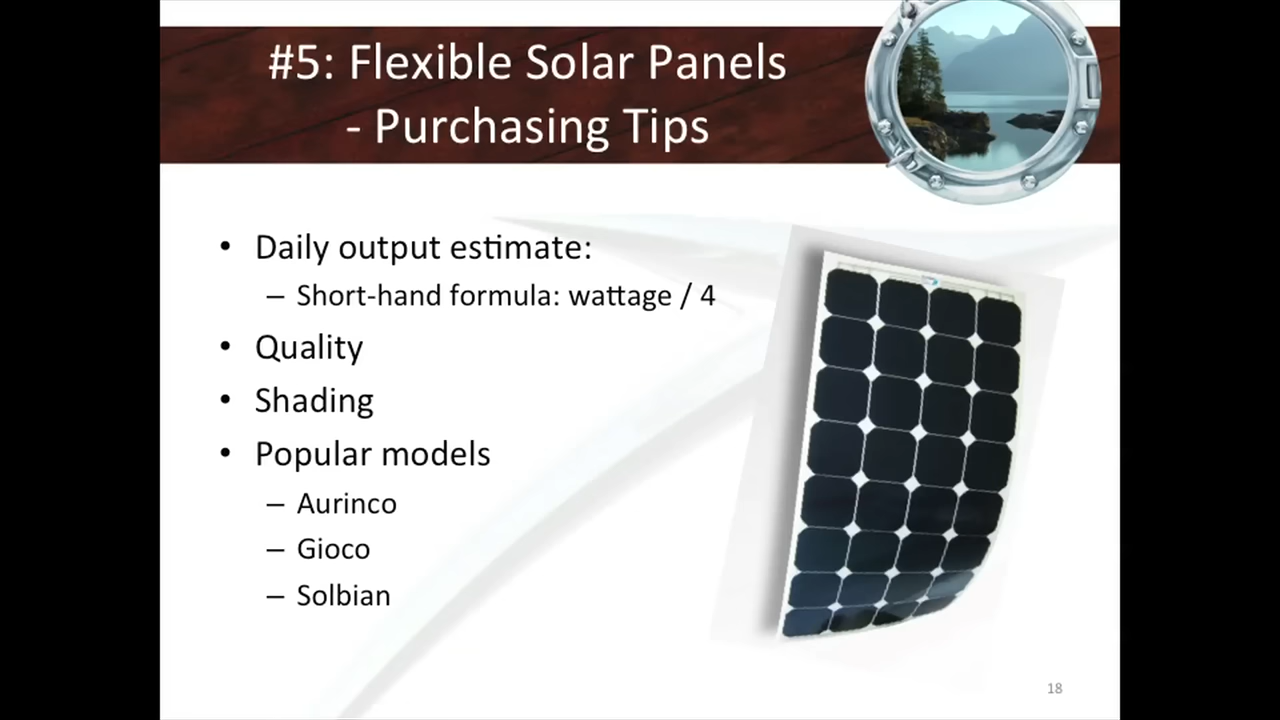 #5: Flexible Solar Panels
- Purchasing Tips
• Daily output estimate:
– Short-hand formula: wattage / 4
• Quality
• Shading
• Popular models
– Aurinco
– Gioco
– Solbian
18